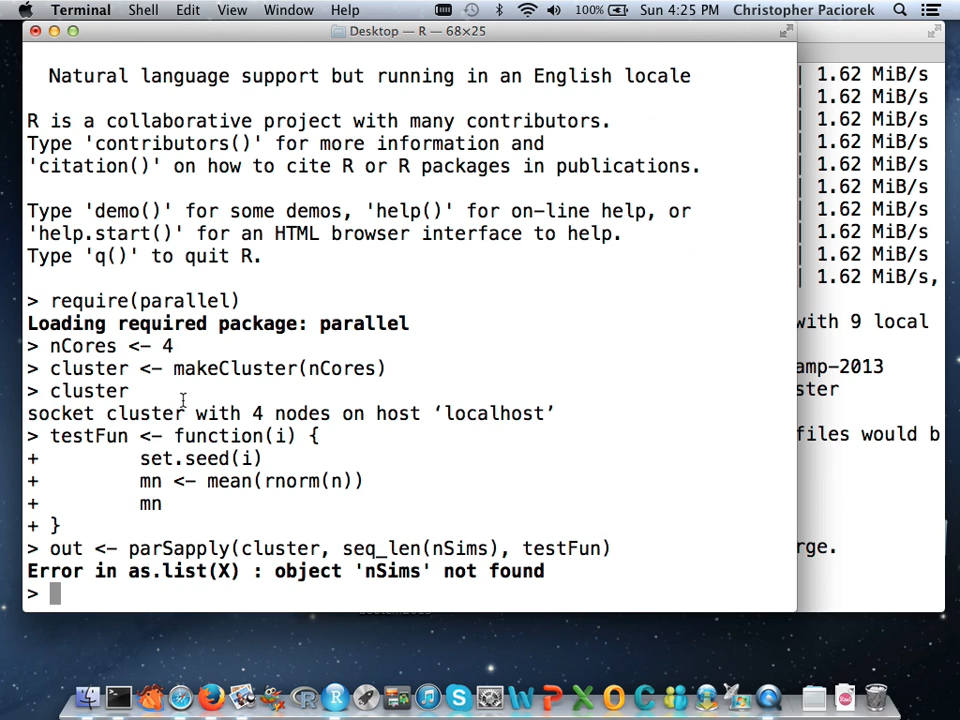 Terminal Shell Edit View Window Help 100% Sun 4:25 PM Christopher Paciorek
Desktop — R — 68×25
Natural language support but running in an English locale
R is a collaborative project with many contributors.
Type 'contributors()' for more information and
'citation()' on how to cite R or R packages in publications.
Type 'demo()' for some demos, 'help()' for on-line help, or
'help.start()' for an HTML browser interface to help.
Type 'q()' to quit R.
> require(parallel)
Loading required package: parallel
> nCores <- 4
> cluster <- makeCluster(nCores)
> cluster
socket cluster with 4 nodes on host ‘localhost’
> testFun <- function(i) {
+ set.seed(i)
+ mn <- mean(rnorm(n))
+ mn
+ }
> out <- parSapply(cluster, seq_len(nSims), testFun)
Error in as.list(X) : object 'nSims' not found
>
| 1.62 MiB/s
| 1.62 MiB/s
| 1.62 MiB/s
| 1.62 MiB/s
| 1.62 MiB/s
| 1.62 MiB/s
| 1.62 MiB/s
| 1.62 MiB/s
| 1.62 MiB/s
| 1.62 MiB/s,
with 9 local
amp-2013
ster
files would b
rge.